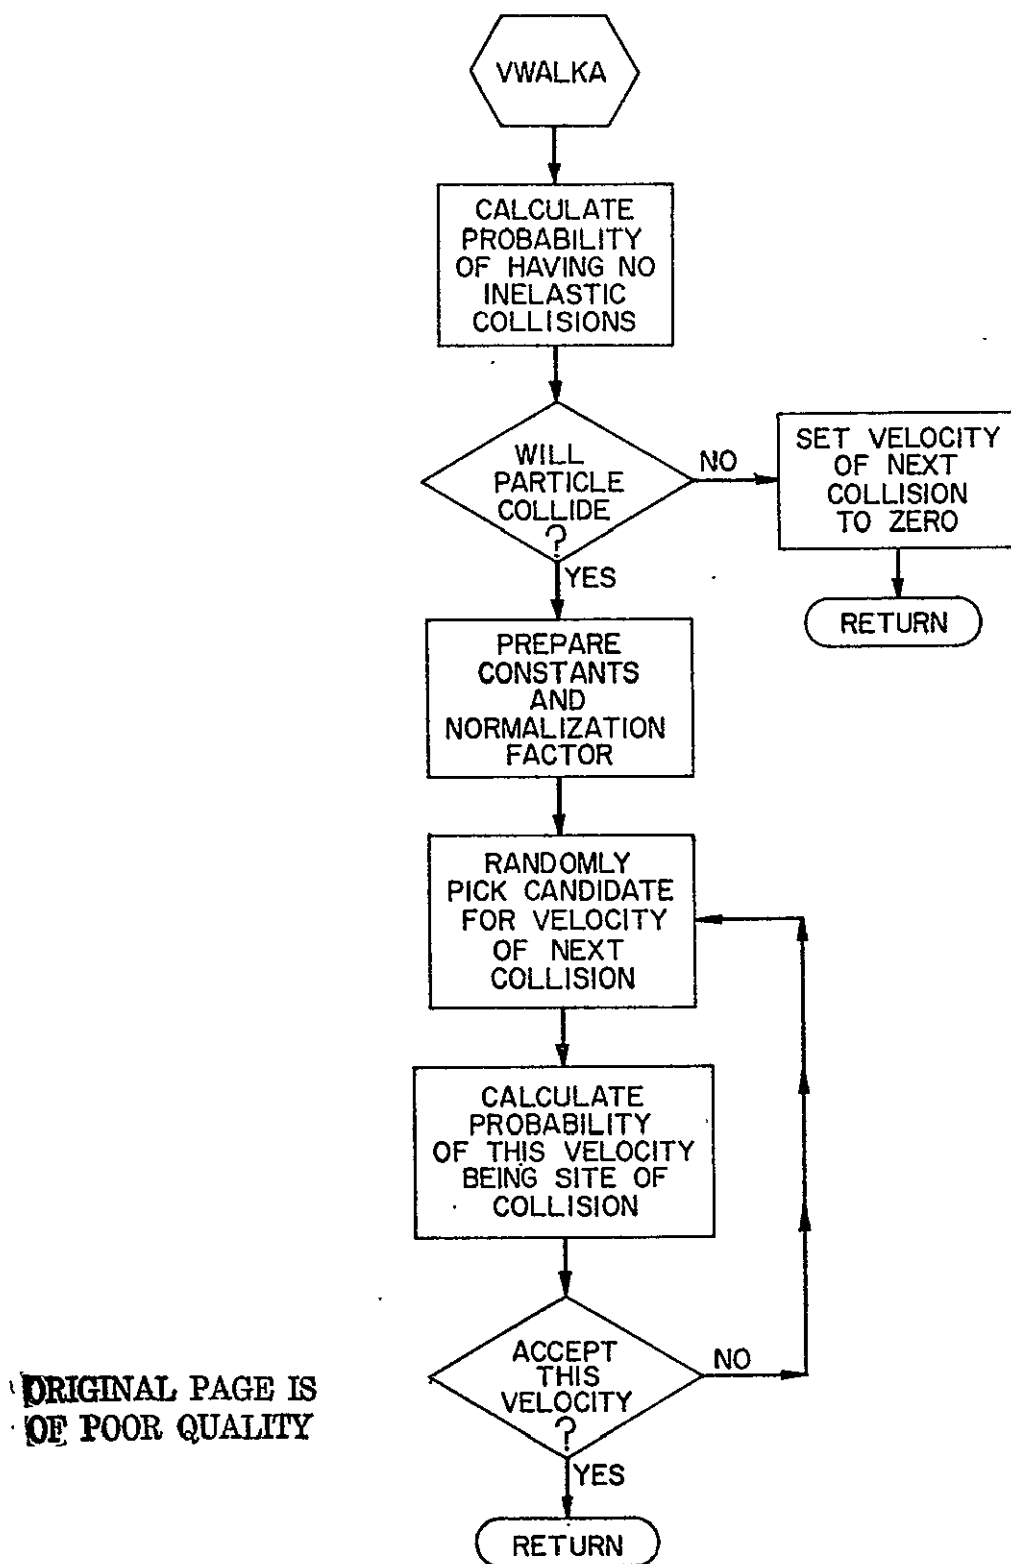 VWALKA
CALCULATE
PROBABILITY
OF HAVING NO
INELASTIC
COLLISIONS
WILL
PARTICLE
COLLIDE
?
NO
SET VELOCITY
OF NEXT
COLLISION
TO ZERO
RETURN
YES
PREPARE
CONSTANTS
AND
NORMALIZATION
FACTOR
RANDOMLY
PICK CANDIDATE
FOR VELOCITY
OF NEXT
COLLISION
CALCULATE
PROBABILITY
OF THIS VELOCITY
BEING SITE OF
COLLISION
ACCEPT
THIS
VELOCITY
?
NO
YES
RETURN
ORIGINAL PAGE IS
OF POOR QUALITY